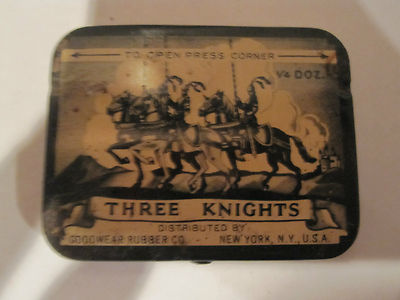 TO OPEN PRESS CORNER
1/4 DOZ.
THREE KNIGHTS
DISTRIBUTED BY
GOODWEAR RUBBER CO. - NEW YORK, N.Y., U.S.A.